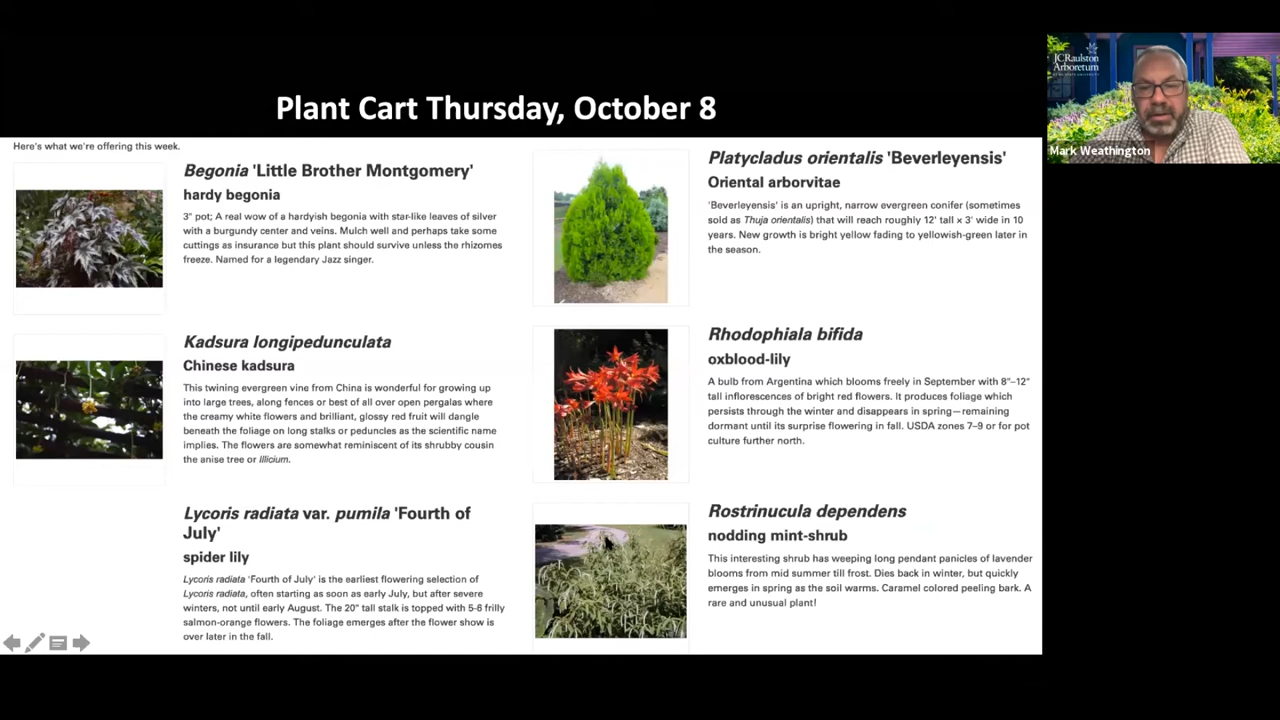 Plant Cart Thursday, October 8
Here's what we're offering this week.
Begonia 'Little Brother Montgomery'
hardy begonia
3" pot; A real wow of a hardyish begonia with star-like leaves of silver
with a burgundy center and veins. Mulch well and perhaps take some
cuttings as insurance but this plant should survive unless the rhizomes
freeze. Named for a legendary Jazz singer.
Kadsura longipedunculata
Chinese kadsura
This twining evergreen vine from China is wonderful for growing up
into large trees, along fences or best of all over open pergalas where
the creamy white flowers and brilliant, glossy red fruit will dangle
beneath the foliage on long stalks or peduncles as the scientific name
implies. The flowers are somewhat reminiscent of its shrubby cousin
the anise tree or Illicium.
Lycoris radiata var. pumila 'Fourth of
July'
spider lily
Lycoris radiata 'Fourth of July' is the earliest flowering selection of
Lycoris radiata, often starting as soon as early July, but after severe
winters, not until early August. The 20" tall stalk is topped with 5-6 frilly
salmon-orange flowers. The foliage emerges after the flower show is
over later in the fall.
Platycladus orientalis 'Beverleyensis'
Oriental arborvitae
'Beverleyensis' is an upright, narrow evergreen conifer (sometimes
sold as Thuja orientalis) that will reach roughly 12' tall × 3' wide in 10
years. New growth is bright yellow fading to yellowish-green later in
the season.
Rhodophiala bifida
oxblood-lily
A bulb from Argentina which blooms freely in September with 8"–12"
tall inflorescences of bright red flowers. It produces foliage which
persists through the winter and disappears in spring—remaining
dormant until its surprise flowering in fall. USDA zones 7–9 or for pot
culture further north.
Rostrinucula dependens
nodding mint-shrub
This interesting shrub has weeping long pendant panicles of lavender
blooms from mid summer till frost. Dies back in winter, but quickly
emerges in spring as the soil warms. Caramel colored peeling bark. A
rare and unusual plant!
JC Raulston
Arboretum
Mark Weathington